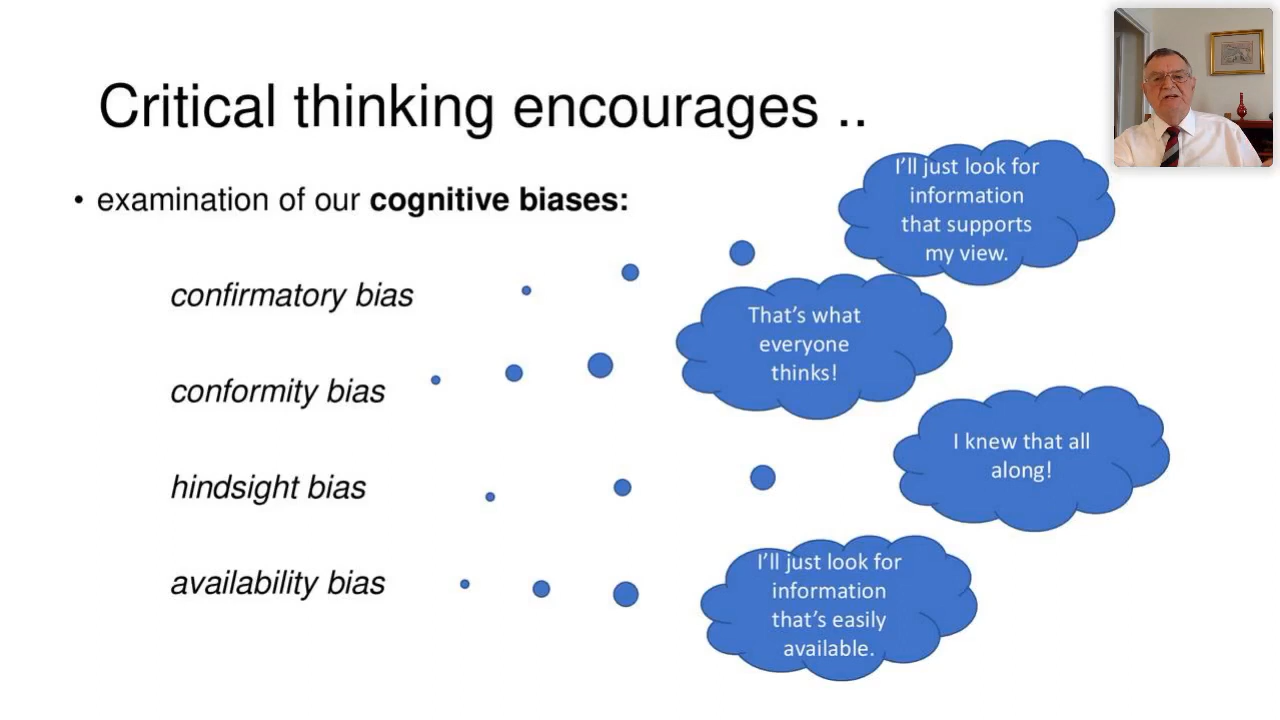 Critical thinking encourages ..
• examination of our cognitive biases:
confirmatory bias
I’ll just look for
information
that supports
my view.
conformity bias
That’s what
everyone
thinks!
hindsight bias
I knew that all
along!
availability bias
I’ll just look for
information
that’s easily
available.